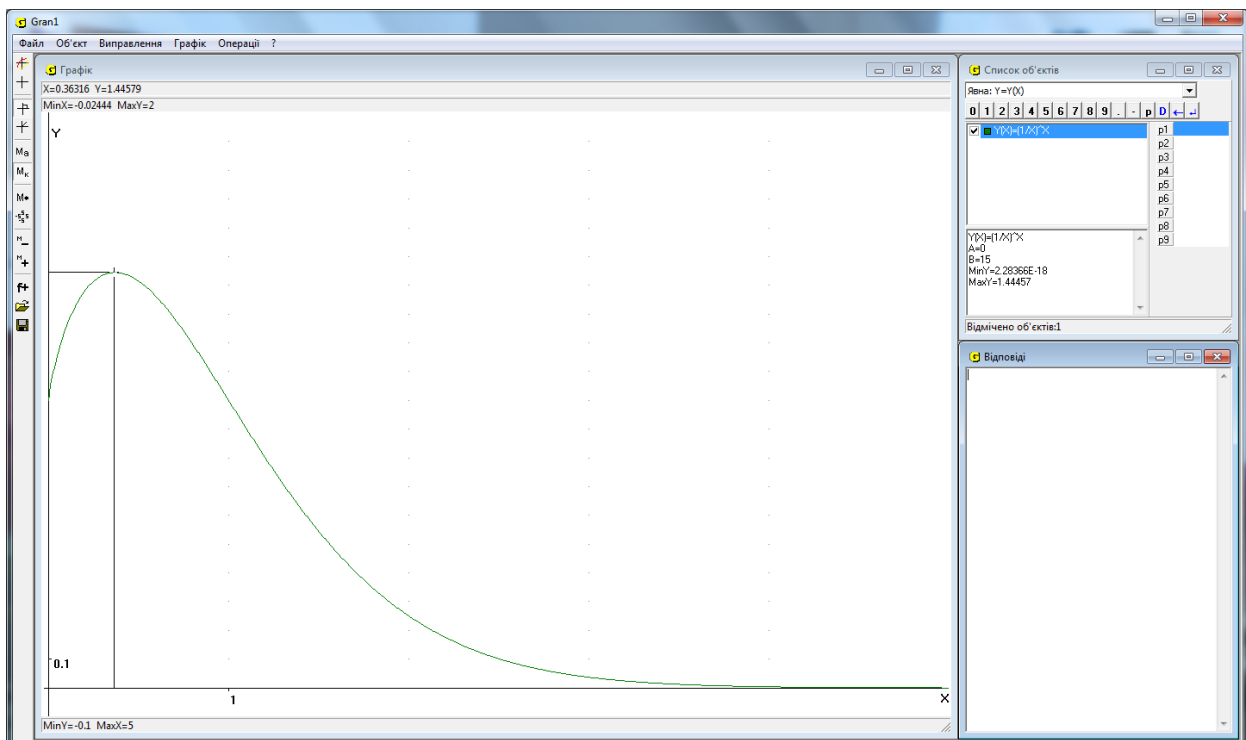 Gran1
Файл Об'єкт Виправлення Графік Операції ?
Графік
X=0.36316 Y=1.44579
MinX=-0.02444 MaxY=2
Y
0.1
1
X
MinY=-0.1 MaxX=5
Ma
Mк
M•
M
M
f+
Список об'єктів
Явна: Y=Y(X)
0 1 2 3 4 5 6 7 8 9 . - p D ← ↵
Y(X)=(1/X)^X
p1
p2
p3
p4
p5
p6
p7
p8
p9
Y(X)=(1/X)^X
A=0
B=15
MinY=2.28366E-18
MaxY=1.44457
Відмічено об'єктів:1
Відповіді